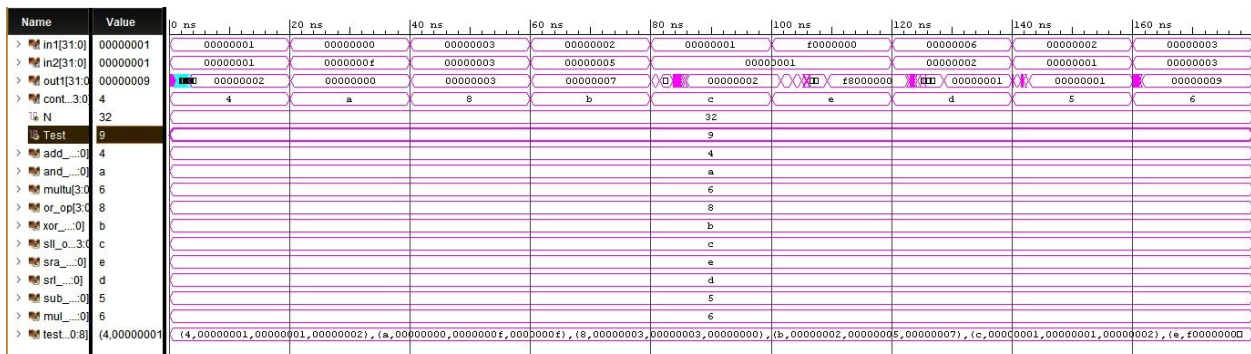 Name Value 0 ns 20 ns 40 ns 60 ns 80 ns 100 ns 120 ns 140 ns 160 ns
in1[31:0] 00000001 00000001 00000000 00000003 00000002 00000001 f0000000 00000006 00000002 00000003
in2[31:0] 00000001 00000001 0000000f 00000003 00000005 00000001 00000002 00000001 00000003
out1[31:0 00000009 00000002 00000000 00000003 00000007 00000002 f8000000 00000001 00000001 00000009
cont...3:0] 4 4 a 8 b c e d 5 6
N 32 32
Test 9 9
add_...:0] 4 4
and_...:0] a a
multu[3:0 6 6
or_op[3:0 8 8
xor_...:0] b b
sll_o...3:0 c c
sra_...:0] e e
srl_...:0] d d
sub_...:0] 5 5
mul_...:0] 6 6
test...0:8] (4,00000001 (4,00000001,00000001,00000002),(a,00000000,0000000f,0000000f),(8,00000003,00000003,00000000),(b,00000002,00000005,00000007),(c,00000001,00000001,00000002),(e,f0000000